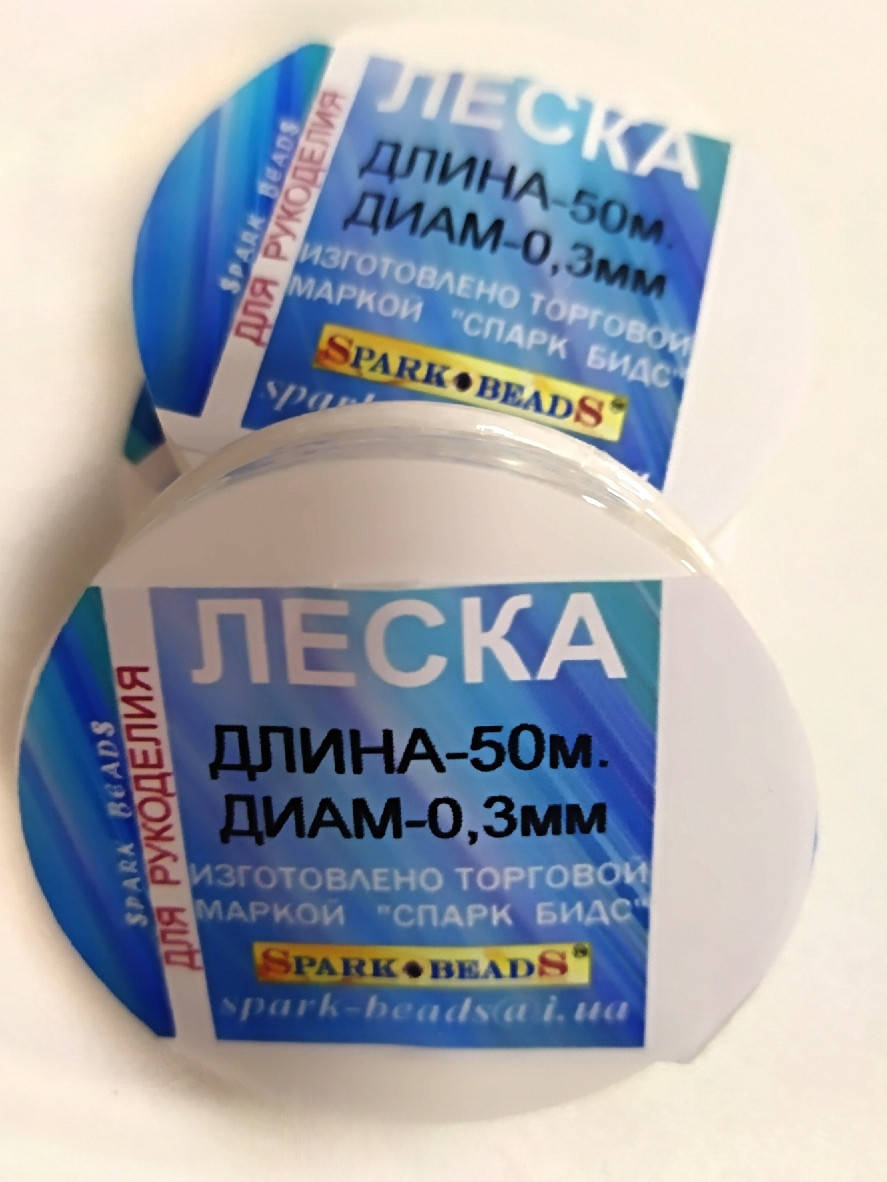 ЛЕСКА
ДЛИНА-50м.
ДИАМ-0,3мм
ИЗГОТОВЛЕНО ТОРГОВОЙ
МАРКОЙ "СПАРК БИДС"
SPARK BEADS®
SPARK BEADS
ДЛЯ РУКОДЕЛИЯ
ЛЕСКА
ДЛИНА-50м.
ДИАМ-0,3мм
ИЗГОТОВЛЕНО ТОРГОВОЙ
МАРКОЙ "СПАРК БИДС"
SPARK BEADS®
spark-beads@i.ua
SPARK BEADS
ДЛЯ РУКОДЕЛИЯ